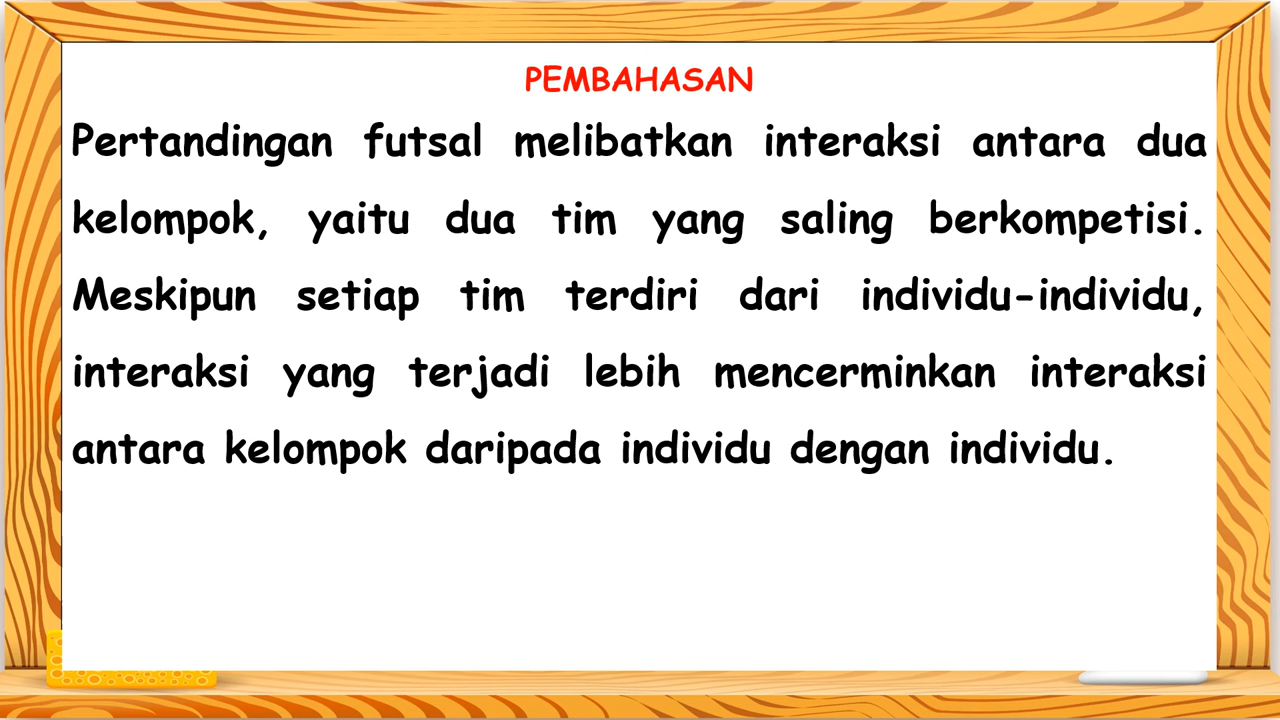 PEMBAHASAN
Pertandingan futsal melibatkan interaksi antara dua
kelompok, yaitu dua tim yang saling berkompetisi.
Meskipun setiap tim terdiri dari individu-individu,
interaksi yang terjadi lebih mencerminkan interaksi
antara kelompok daripada individu dengan individu.